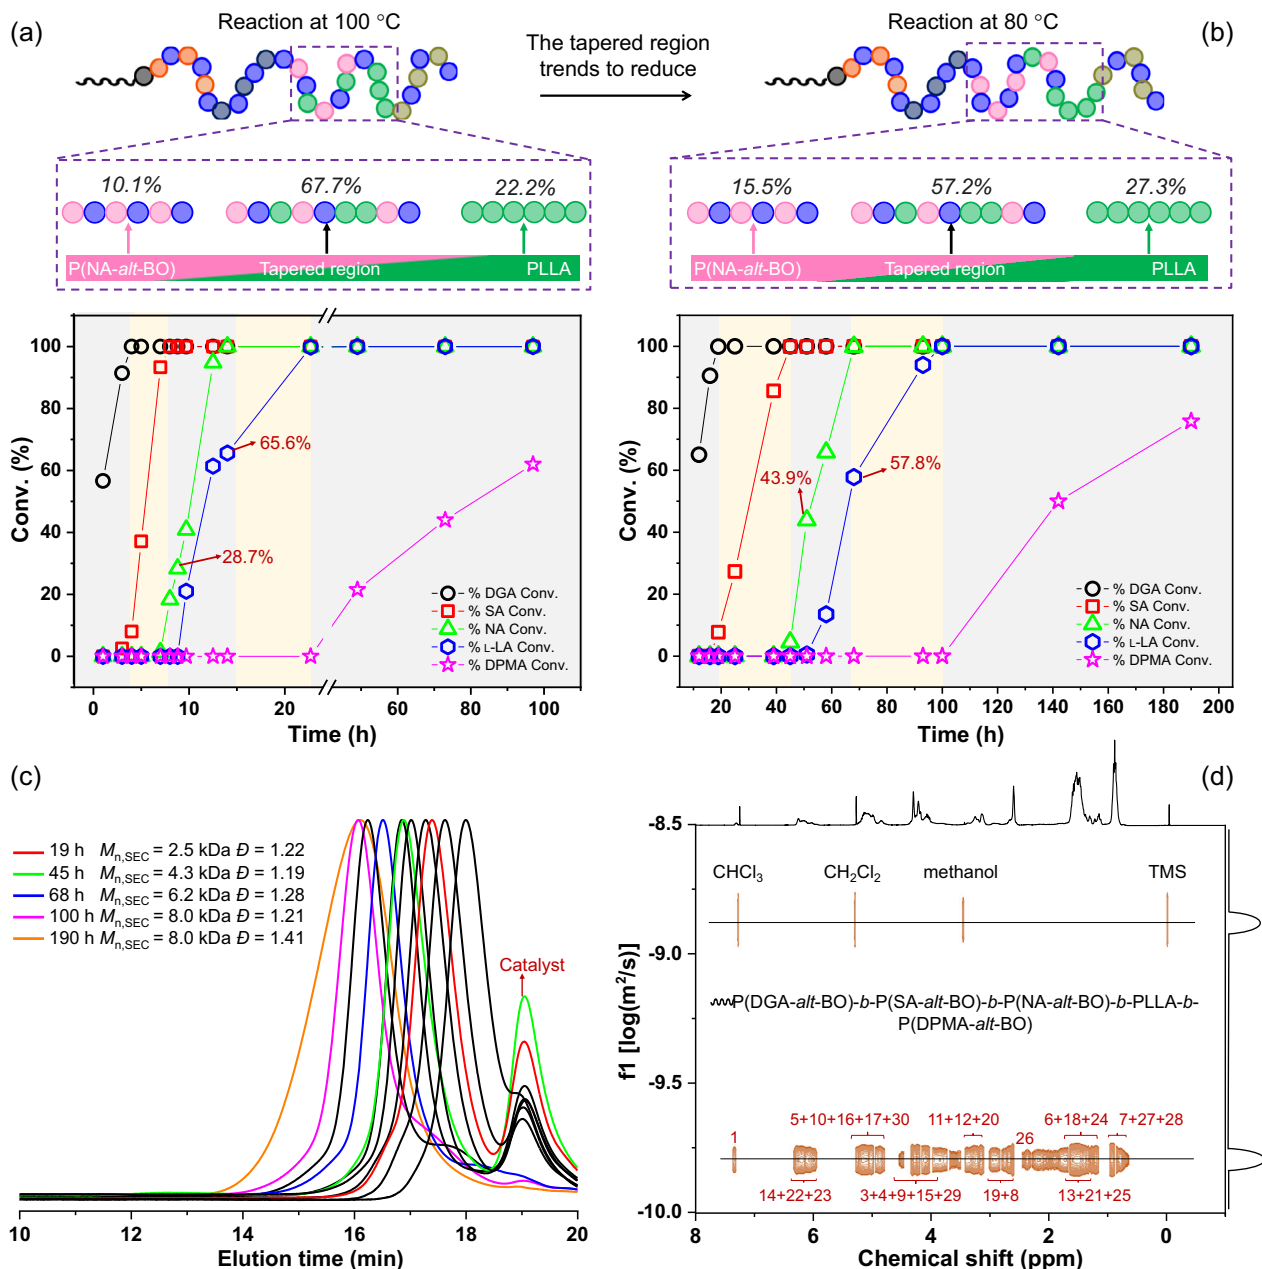 (a)
Reaction at 100 °C
The tapered region
trends to reduce
Reaction at 80 °C
(b)
10.1%
67.7%
22.2%
P(NA-alt-BO)
Tapered region
PLLA
15.5%
57.2%
27.3%
P(NA-alt-BO)
Tapered region
PLLA
100
80
60
40
20
0
Conv. (%)
65.6%
28.7%
% DGA Conv.
% SA Conv.
% NA Conv.
% L-LA Conv.
% DPMA Conv.
0
10
20
60
80
100
Time (h)
100
80
60
40
20
0
Conv. (%)
43.9%
57.8%
% DGA Conv.
% SA Conv.
% NA Conv.
% L-LA Conv.
% DPMA Conv.
20
40
60
80
100
120
140
160
180
200
Time (h)
(c)
19 h Mn,SEC = 2.5 kDa Đ = 1.22
45 h Mn,SEC = 4.3 kDa Đ = 1.19
68 h Mn,SEC = 6.2 kDa Đ = 1.28
100 h Mn,SEC = 8.0 kDa Đ = 1.21
190 h Mn,SEC = 8.0 kDa Đ = 1.41
Catalyst
10
12
14
16
18
20
Elution time (min)
(d)
-8.5
-9.0
-9.5
-10.0
f1 [log(m²/s)]
CHCl₃
CH₂Cl₂
methanol
TMS
P(DGA-alt-BO)-b-P(SA-alt-BO)-b-P(NA-alt-BO)-b-PLLA-b-
P(DPMA-alt-BO)
1
5+10+16+17+30
11+12+20
26
6+18+24
7+27+28
14+22+23
3+4+9+15+29
19+8
13+21+25
8
6
4
2
0
Chemical shift (ppm)